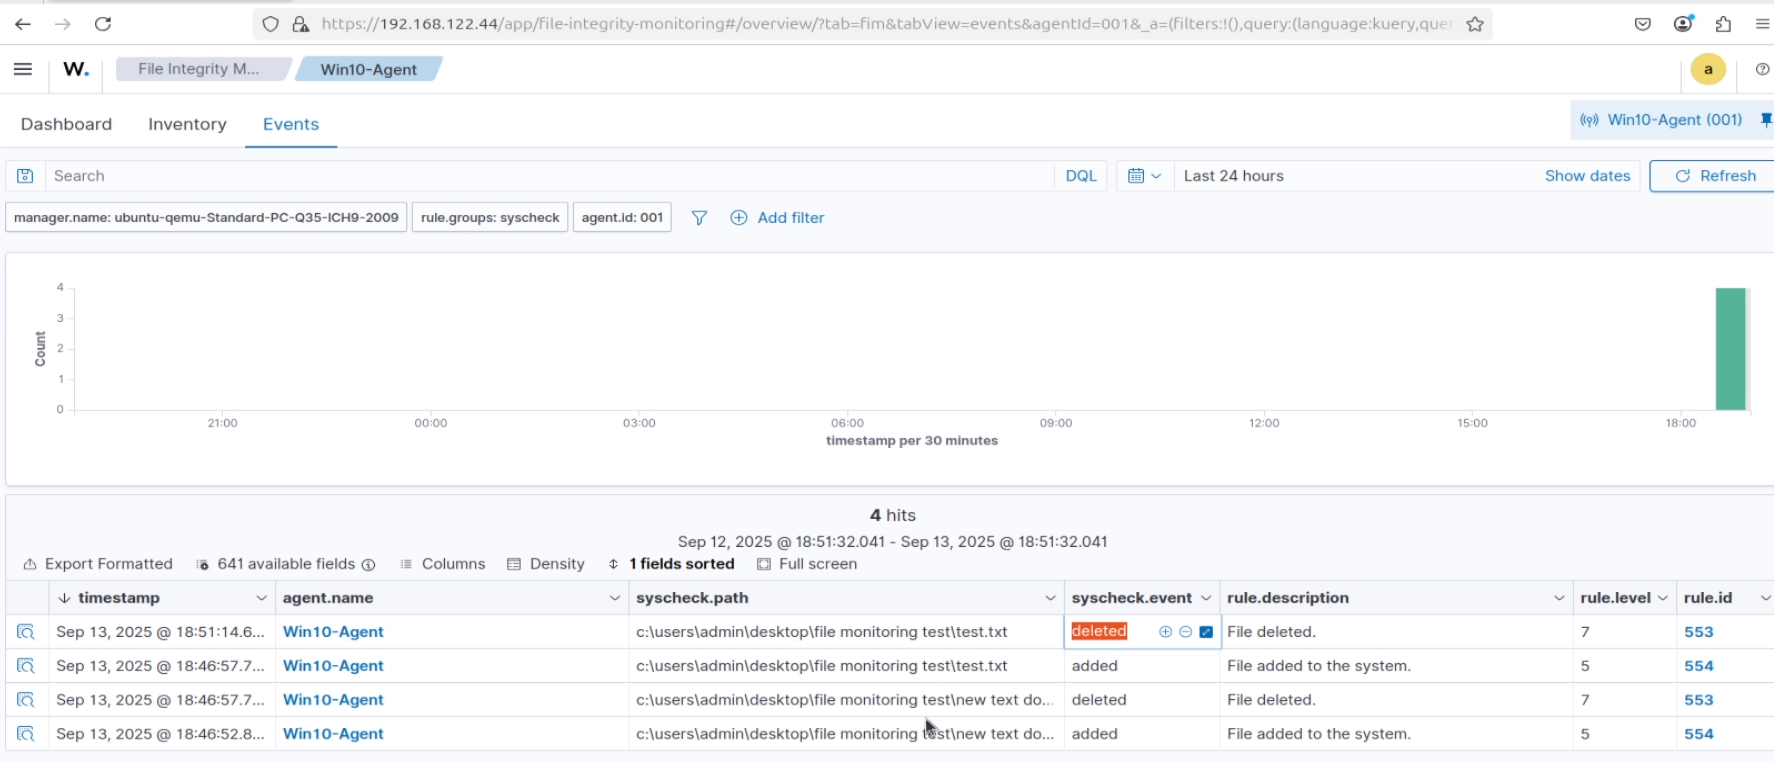 https://192.168.122.44/app/file-integrity-monitoring#/overview/?tab=fim&tabView=events&agentId=001&_a=(filters:!(),query:(language:kuery,quer
W. File Integrity M... Win10-Agent a
Dashboard Inventory Events Win10-Agent (001)
Search DQL Last 24 hours Show dates Refresh
manager.name: ubuntu-qemu-Standard-PC-Q35-ICH9-2009 rule.groups: syscheck agent.id: 001 Add filter
4
3
2
1
0
Count
21:00 00:00 03:00 06:00 09:00 12:00 15:00 18:00
timestamp per 30 minutes
4 hits
Sep 12, 2025 @ 18:51:32.041 - Sep 13, 2025 @ 18:51:32.041
Export Formatted 641 available fields Columns Density 1 fields sorted Full screen
timestamp agent.name syscheck.path syscheck.event rule.description rule.level rule.id
Sep 13, 2025 @ 18:51:14.6... Win10-Agent c:\users\admin\desktop\file monitoring test\test.txt deleted File deleted. 7 553
Sep 13, 2025 @ 18:46:57.7... Win10-Agent c:\users\admin\desktop\file monitoring test\test.txt added File added to the system. 5 554
Sep 13, 2025 @ 18:46:57.7... Win10-Agent c:\users\admin\desktop\file monitoring test\new text do... deleted File deleted. 7 553
Sep 13, 2025 @ 18:46:52.8... Win10-Agent c:\users\admin\desktop\file monitoring test\new text do... added File added to the system. 5 554